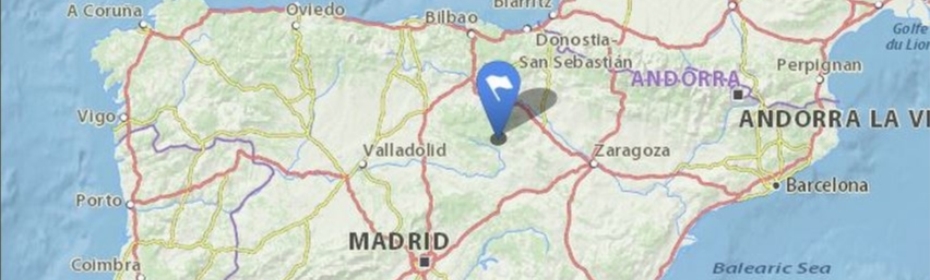 A Coruña
Oviedo
Bilbao
Biarritz
Golfe
du Lion
Donostia-
San Sebastián
ANDORRA
Perpignan
Vigo
ANDORRA LA VE
Valladolid
Zaragoza
Barcelona
Porto
MADRID
Coimbra
Balearic Sea